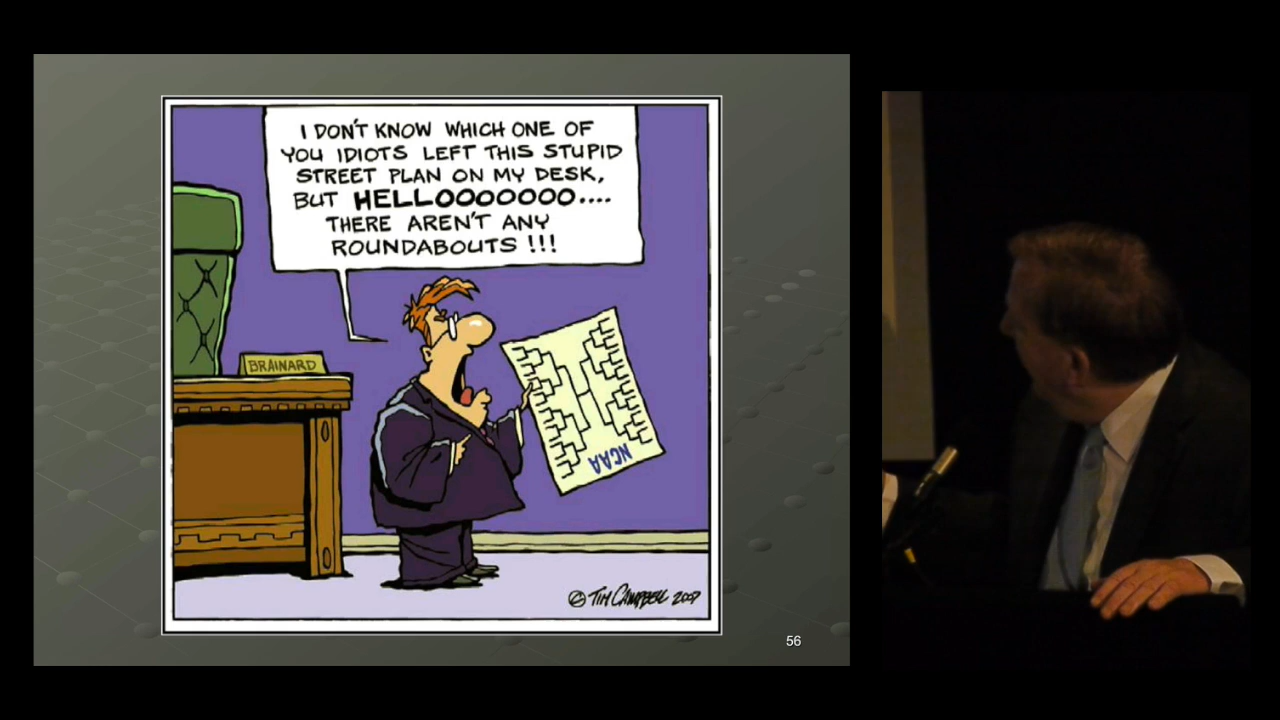 I DON'T KNOW WHICH ONE OF
YOU IDIOTS LEFT THIS STUPID
STREET PLAN ON MY DESK,
BUT HELLOOOOOOO....
THERE AREN'T ANY
ROUNDABOUTS !!!
BRAINARD
NCAA
© TIM CAMPBELL 2007
56